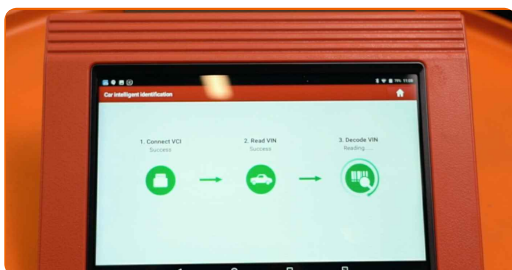 Car Intelligent Identification
1. Connect VCI
Success
2. Read VIN
Success
3. Decode VIN
Reading....